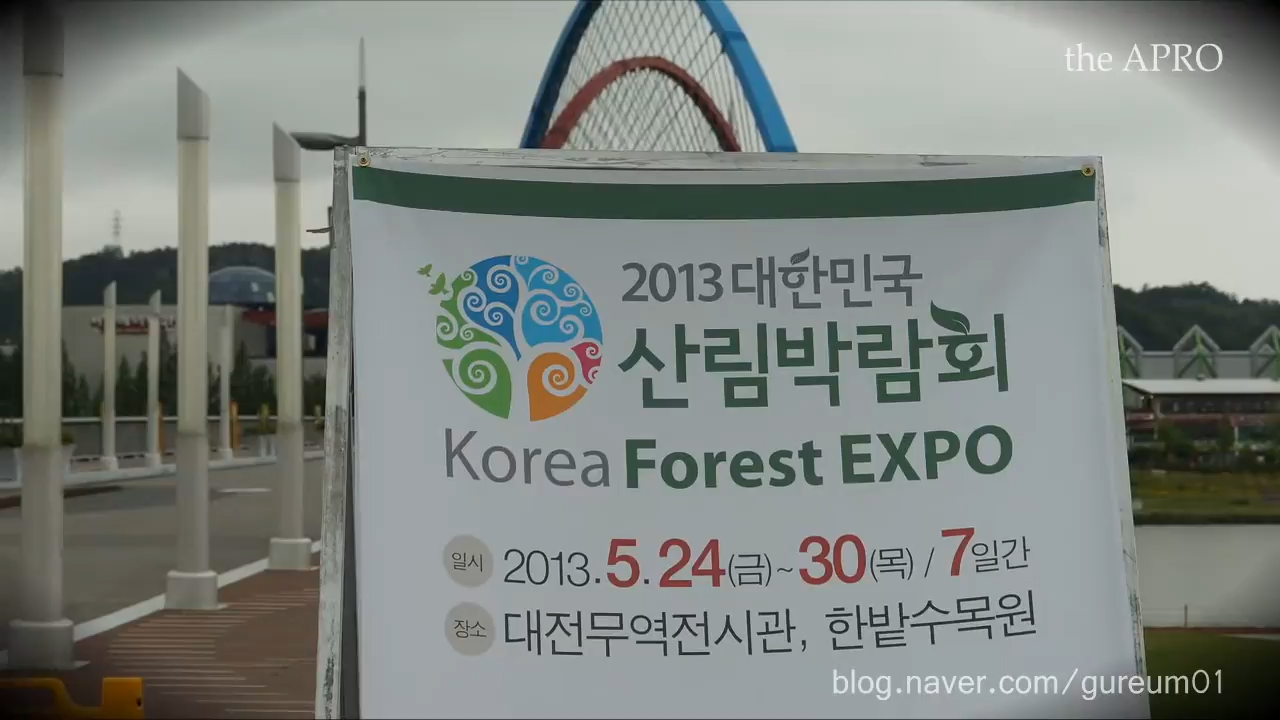 the APRO
2013 대한민국
산림박람회
Korea Forest EXPO
일시 2013.5.24(금)~30(목)/7일간
장소 대전무역전시관, 한밭수목원
blog.naver.com/gureum01